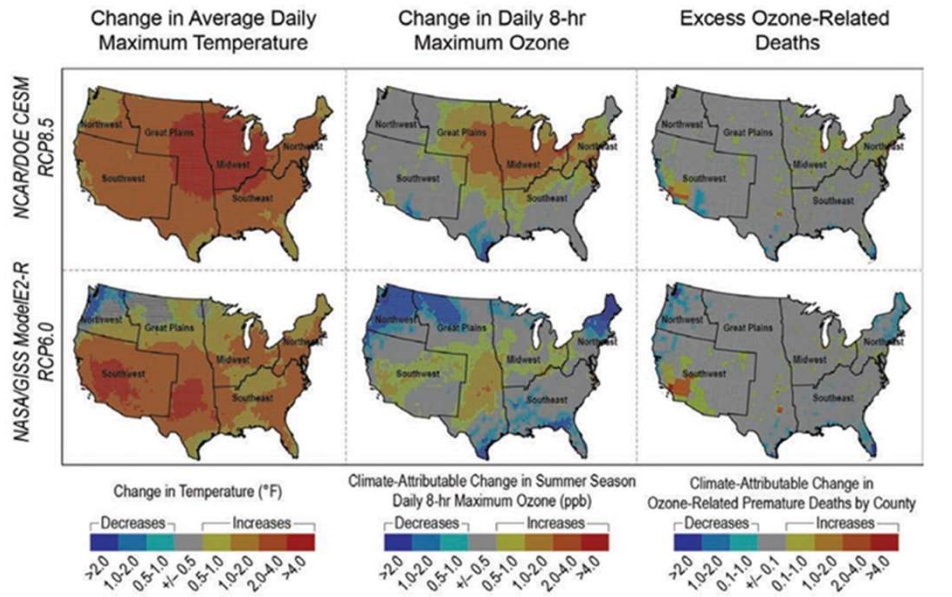 Change in Average Daily
Maximum Temperature
Change in Daily 8-hr
Maximum Ozone
Excess Ozone-Related
Deaths
NCAR/DOE CESM
RCP8.5
Northwest
Great Plains
Midwest
Northeast
Southwest
Southeast
Northwest
Great Plains
Midwest
Northeast
Southwest
Southeast
Northwest
Great Plains
Midwest
Northeast
Southwest
Southeast
NASA/GISS ModelE2-R
RCP6.0
Northwest
Great Plains
Northeast
Midwest
Southwest
Southeast
Northwest
Great Plains
Northeast
Midwest
Southwest
Southeast
Northwest
Great Plains
Northeast
Midwest
Southwest
Southeast
Change in Temperature (°F)
Decreases Increases
>2.0 1.0-2.0 0.5-1.0 +/- 0.5 0.5-1.0 1.0-2.0 2.0-4.0 >4.0
Climate-Attributable Change in Summer Season
Daily 8-hr Maximum Ozone (ppb)
Decreases Increases
>2.0 1.0-2.0 0.5-1.0 +/- 0.5 0.5-1.0 1.0-2.0 2.0-4.0 >4.0
Climate-Attributable Change in
Ozone-Related Premature Deaths by County
Decreases Increases
>2.0 1.0-2.0 0.1-1.0 +/- 0.1 0.1-1.0 1.0-2.0 2.0-4.0 >4.0